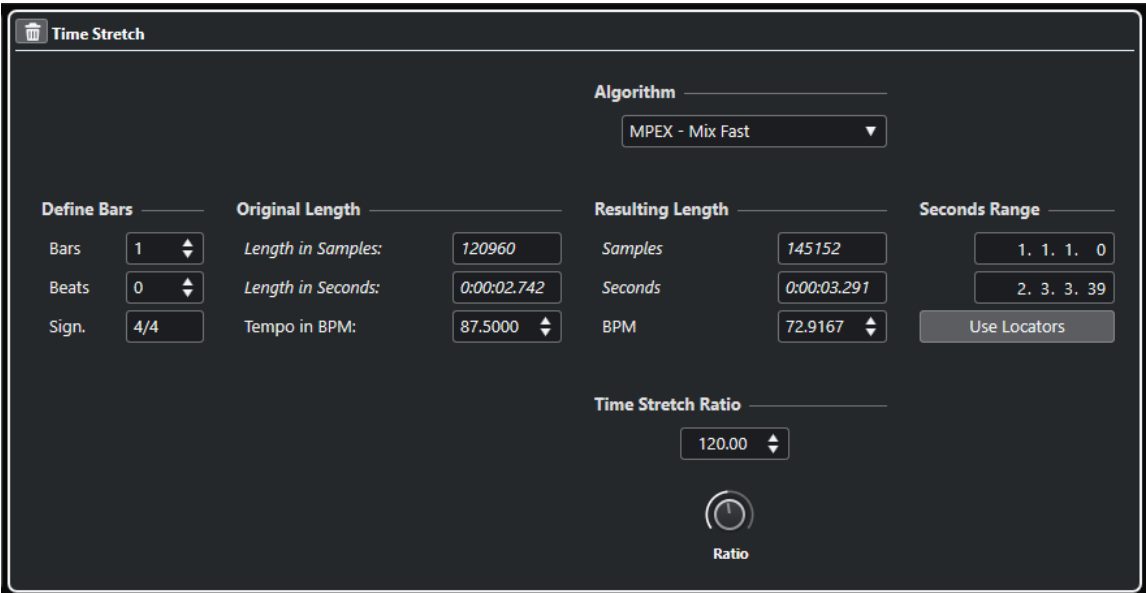 Time Stretch
Algorithm
MPEX - Mix Fast
Define Bars
Bars 1
Beats 0
Sign. 4/4
Original Length
Length in Samples: 120960
Length in Seconds: 0:00:02.742
Tempo in BPM: 87.5000
Resulting Length
Samples 145152
Seconds 0:00:03.291
BPM 72.9167
Seconds Range
1. 1. 1. 0
2. 3. 3. 39
Use Locators
Time Stretch Ratio
120.00
Ratio